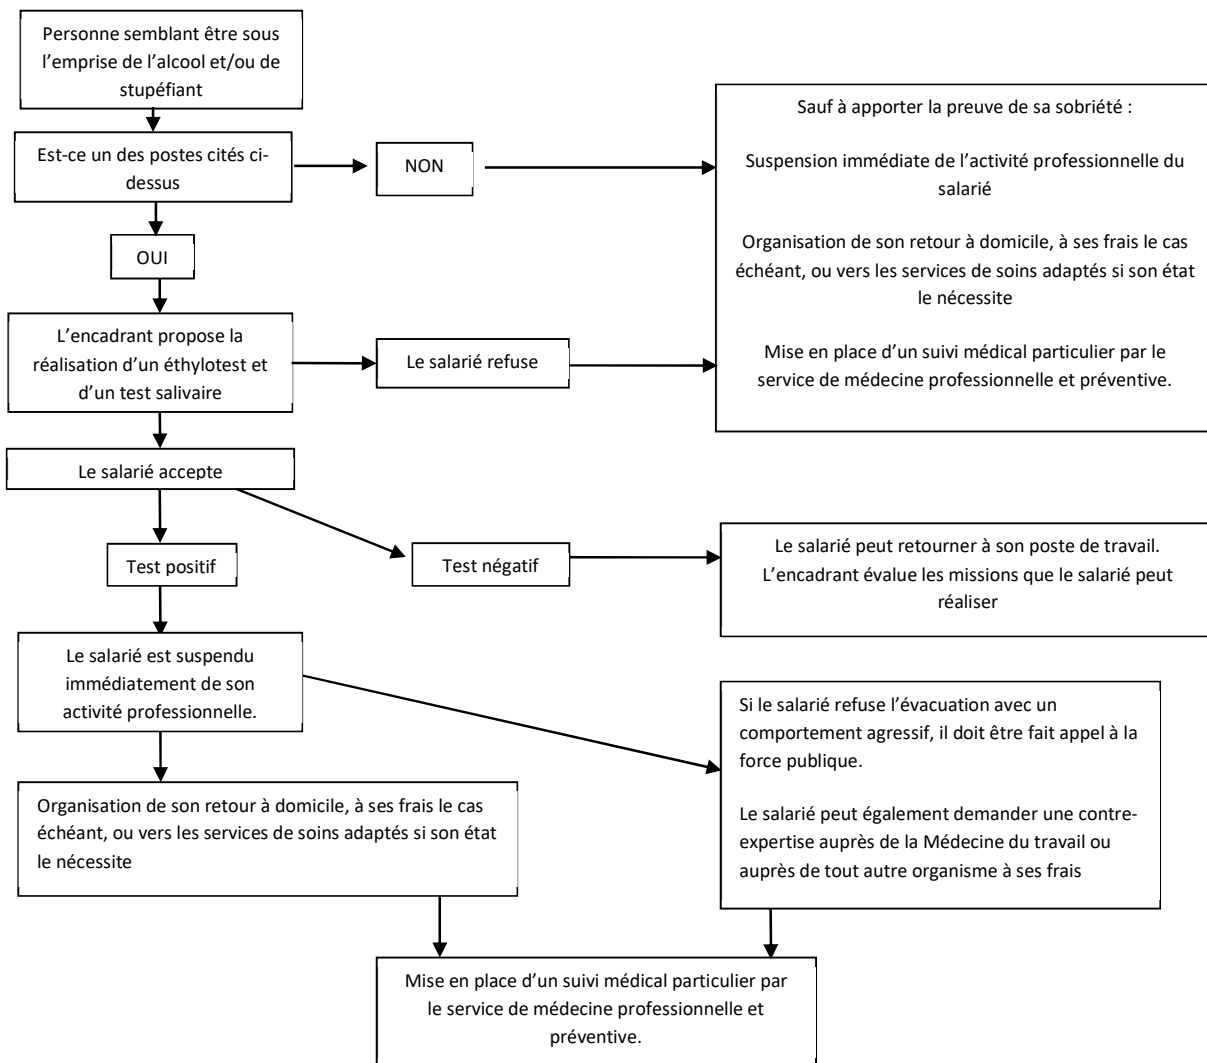 Personne semblant être sous
l’emprise de l’alcool et/ou de
stupéfiant
Est-ce un des postes cités ci-
dessus
NON
Sauf à apporter la preuve de sa sobriété :
Suspension immédiate de l’activité professionnelle du
salarié
Organisation de son retour à domicile, à ses frais le cas
échéant, ou vers les services de soins adaptés si son état
le nécessite
Mise en place d’un suivi médical particulier par le
service de médecine professionnelle et préventive.
OUI
L’encadrant propose la
réalisation d’un éthylotest et
d’un test salivaire
Le salarié refuse
Le salarié accepte
Test positif
Test négatif
Le salarié peut retourner à son poste de travail.
L’encadrant évalue les missions que le salarié peut
réaliser
Le salarié est suspendu
immédiatement de son
activité professionnelle.
Si le salarié refuse l’évacuation avec un
comportement agressif, il doit être fait appel à la
force publique.
Le salarié peut également demander une contre-
expertise auprès de la Médecine du travail ou
auprès de tout autre organisme à ses frais
Organisation de son retour à domicile, à ses frais le cas
échéant, ou vers les services de soins adaptés si son état
le nécessite
Mise en place d’un suivi médical particulier par
le service de médecine professionnelle et
préventive.